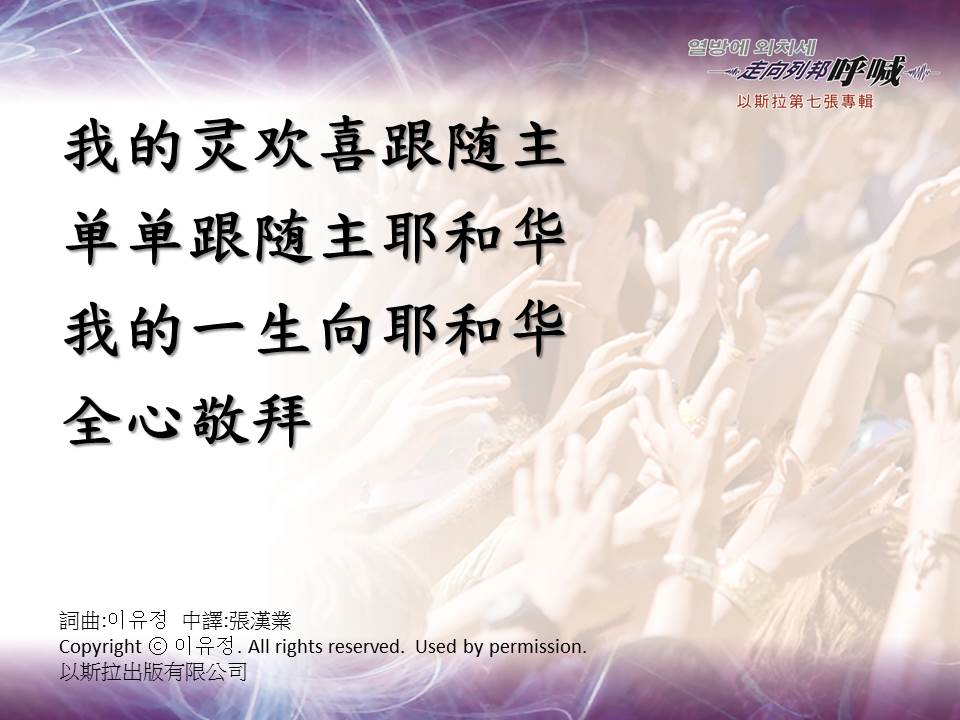 열방에 외치세
走向列邦呼喊
以斯拉第七張專輯
我的灵欢喜跟随主
单单跟随主耶和华
我的一生向耶和华
全心敬拜
詞曲:이유정 中譯:張漢業
Copyright ⓒ 이유정. All rights reserved. Used by permission.
以斯拉出版有限公司